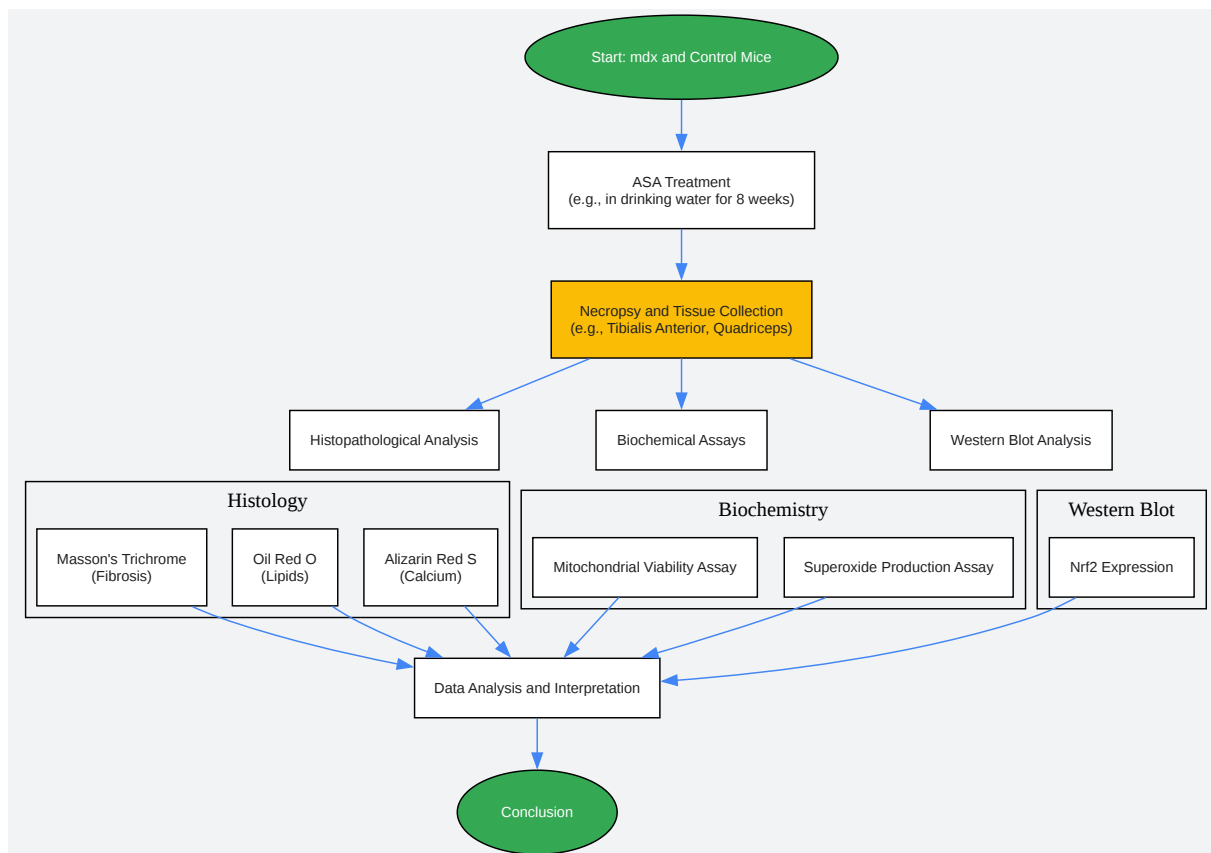 Start: mdx and Control Mice
ASA Treatment
(e.g., in drinking water for 8 weeks)
Necropsy and Tissue Collection
(e.g., Tibialis Anterior, Quadriceps)
Histopathological Analysis
Biochemical Assays
Western Blot Analysis
Histology
Masson's Trichrome
(Fibrosis)
Oil Red O
(Lipids)
Alizarin Red S
(Calcium)
Biochemistry
Mitochondrial Viability Assay
Superoxide Production Assay
Western Blot
Nrf2 Expression
Data Analysis and Interpretation
Conclusion